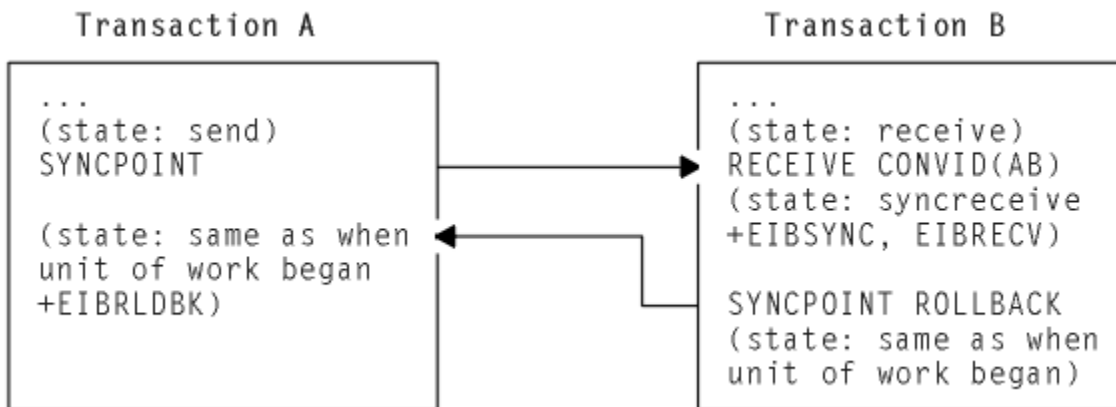 Transaction A
...
(state: send)
SYNCPOINT
(state: same as when
unit of work began
+EIBRLDBK)
Transaction B
...
(state: receive)
RECEIVE CONVID(AB)
(state: syncreceive
+EIBSYNC, EIBRECV)
SYNCPOINT ROLLBACK
(state: same as when
unit of work began)